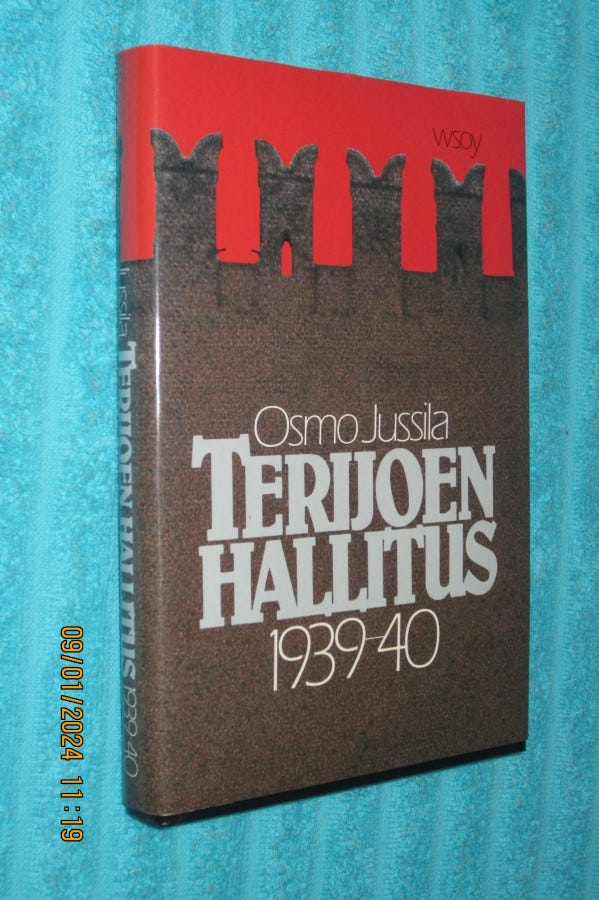 wsoy
Osmo Jussila
TERIJOEN
HALLITUS
1939-40
Jussila TERIJOEN HALLITUS 1939-40
09/01/2024 11:19